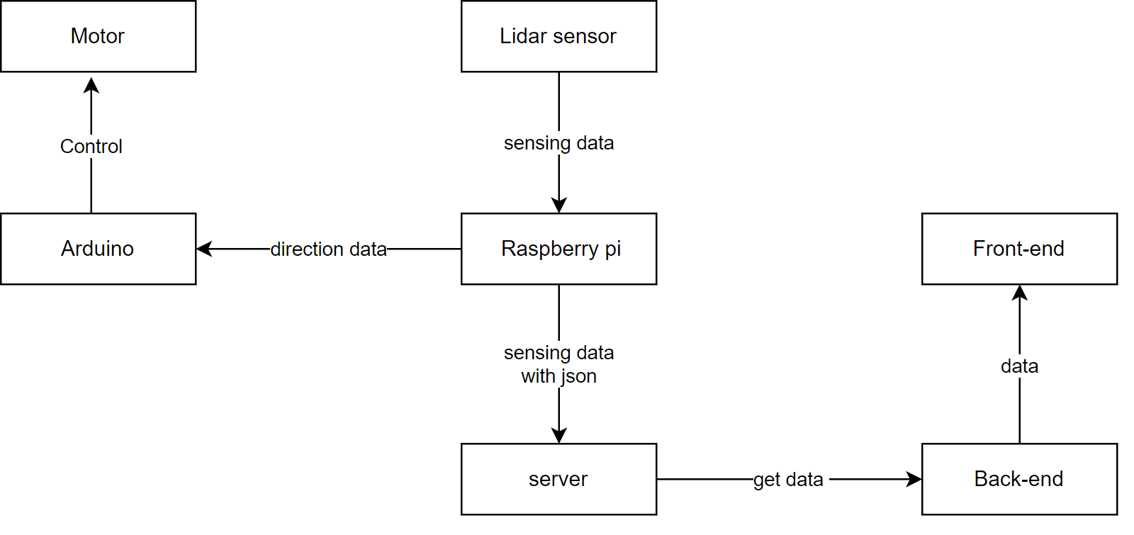 Motor
Lidar sensor
Control
sensing data
Arduino
direction data
Raspberry pi
Front-end
sensing data
with json
data
server
get data
Back-end